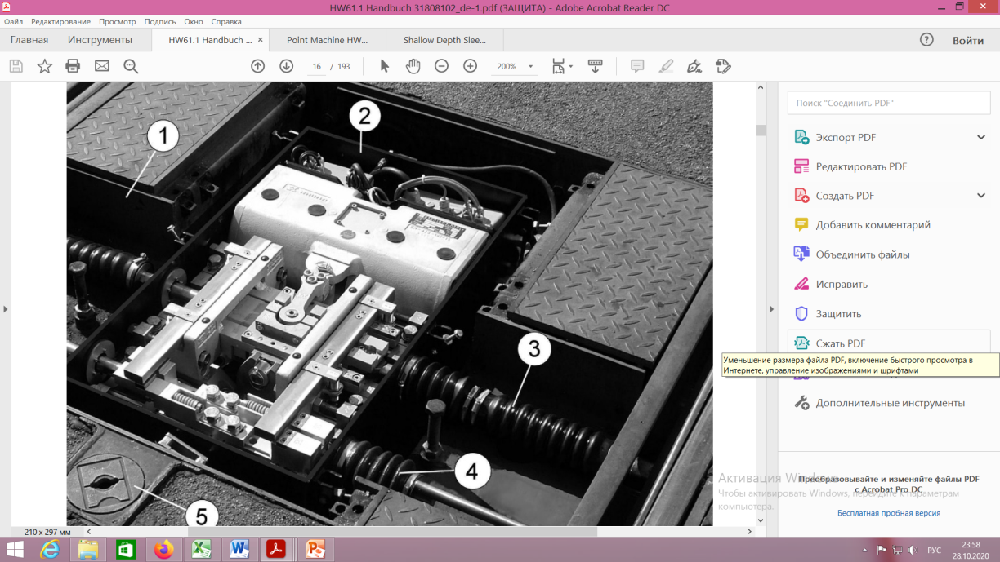 HW61.1 Handbuch 31808102_de-1.pdf (ЗАЩИТА) - Adobe Acrobat Reader DC
Файл Редактирование Просмотр Подпись Окно Справка
Главная Инструменты HW61.1 Handbuch ... × Point Machine HW... Shallow Depth Slee... Войти
16 / 193 200%
1
2
3
4
5
Поиск "Соединить PDF"
Экспорт PDF
Редактировать PDF
Создать PDF
Добавить комментарий
Объединить файлы
Исправить
Защитить
Сжать PDF
Уменьшение размера файла PDF, включение быстрого просмотра в
Интернете, управление изображениями и шрифтами
Дополнительные инструменты
Активация Windows
Чтобы активировать Windows, перейдите к параметрам
компьютера.
Преобразовывайте и изменяйте файлы PDF
с Acrobat Pro DC
Бесплатная пробная версия
210 x 297 мм
РУС
23:58
28.10.2020